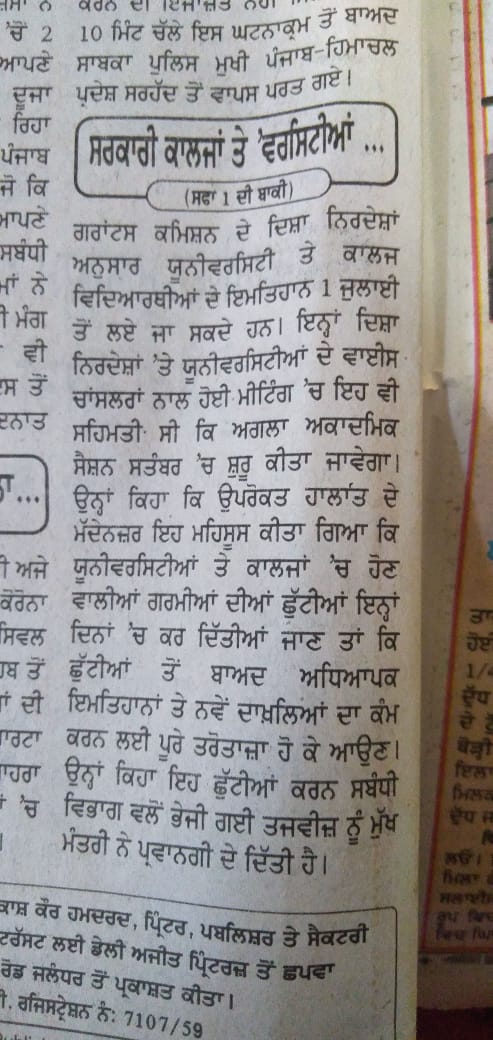 ਕਰਨ ਦੀ ਇਜਾਜ਼ਤ ਨਹੀਂ
10 ਮਿੰਟ ਚੱਲੇ ਇਸ ਘਟਨਾਕ੍ਰਮ ਤੋਂ ਬਾਅਦ
ਸਾਬਕਾ ਪੁਲਿਸ ਮੁਖੀ ਪੰਜਾਬ-ਹਿਮਾਚਲ
ਪ੍ਰਦੇਸ਼ ਸਰਹੱਦ ਤੋਂ ਵਾਪਸ ਪਰਤ ਗਏ।
ਸਰਕਾਰੀ ਕਾਲਜਾਂ ਤੇ 'ਵਰਸਿਟੀਆਂ ...
(ਸਫਾ 1 ਦੀ ਬਾਕੀ)
ਗਰਾਂਟਸ ਕਮਿਸ਼ਨ ਦੇ ਦਿਸ਼ਾ ਨਿਰਦੇਸ਼ਾਂ
ਅਨੁਸਾਰ ਯੂਨੀਵਰਸਿਟੀ ਤੇ ਕਾਲਜ
ਵਿਦਿਆਰਥੀਆਂ ਦੇ ਇਮਤਿਹਾਨ 1 ਜੁਲਾਈ
ਤੋਂ ਲਏ ਜਾ ਸਕਦੇ ਹਨ। ਇਨ੍ਹਾਂ ਦਿਸ਼ਾ
ਨਿਰਦੇਸ਼ਾਂ 'ਤੇ ਯੂਨੀਵਰਸਿਟੀਆਂ ਦੇ ਵਾਈਸ
ਚਾਂਸਲਰਾਂ ਨਾਲ ਹੋਈ ਮੀਟਿੰਗ 'ਚ ਇਹ ਵੀ
ਸਹਿਮਤੀ ਸੀ ਕਿ ਅਗਲਾ ਅਕਾਦਮਿਕ
ਸੈਸ਼ਨ ਸਤੰਬਰ 'ਚ ਸ਼ੁਰੂ ਕੀਤਾ ਜਾਵੇਗਾ।
ਉਨ੍ਹਾਂ ਕਿਹਾ ਕਿ ਉਪਰੋਕਤ ਹਾਲਾਤ ਦੇ
ਮੱਦੇਨਜ਼ਰ ਇਹ ਮਹਿਸੂਸ ਕੀਤਾ ਗਿਆ ਕਿ
ਯੂਨੀਵਰਸਿਟੀਆਂ ਤੇ ਕਾਲਜਾਂ 'ਚ ਹੋਣ
ਵਾਲੀਆਂ ਗਰਮੀਆਂ ਦੀਆਂ ਛੁੱਟੀਆਂ ਇਨ੍ਹਾਂ
ਦਿਨਾਂ 'ਚ ਕਰ ਦਿੱਤੀਆਂ ਜਾਣ ਤਾਂ ਕਿ
ਛੁੱਟੀਆਂ ਤੋਂ ਬਾਅਦ ਅਧਿਆਪਕ
ਇਮਤਿਹਾਨਾਂ ਤੇ ਨਵੇਂ ਦਾਖ਼ਲਿਆਂ ਦਾ ਕੰਮ
ਕਰਨ ਲਈ ਪੂਰੇ ਤਰੋਤਾਜ਼ਾ ਹੋ ਕੇ ਆਉਣ।
ਉਨ੍ਹਾਂ ਕਿਹਾ ਇਹ ਛੁੱਟੀਆਂ ਕਰਨ ਸਬੰਧੀ
ਵਿਭਾਗ ਵਲੋਂ ਭੇਜੀ ਗਈ ਤਜਵੀਜ਼ ਨੂੰ ਮੁੱਖ
ਮੰਤਰੀ ਨੇ ਪ੍ਰਵਾਨਗੀ ਦੇ ਦਿੱਤੀ ਹੈ।
ਕੌਰ ਹਮਦਰਦ, ਪ੍ਰਿੰਟਰ, ਪਬਲਿਸ਼ਰ ਤੇ ਸੈਕਟਰੀ
ਟਰੱਸਟ ਲਈ ਡੇਲੀ ਅਜੀਤ ਪ੍ਰਿੰਟਰਜ਼ ਤੋਂ ਛਪਵਾ
ਰੋਡ ਜਲੰਧਰ ਤੋਂ ਪ੍ਰਕਾਸ਼ਤ ਕੀਤਾ।
ਰਜਿਸਟ੍ਰੇਸ਼ਨ ਨੰ: 7107/59